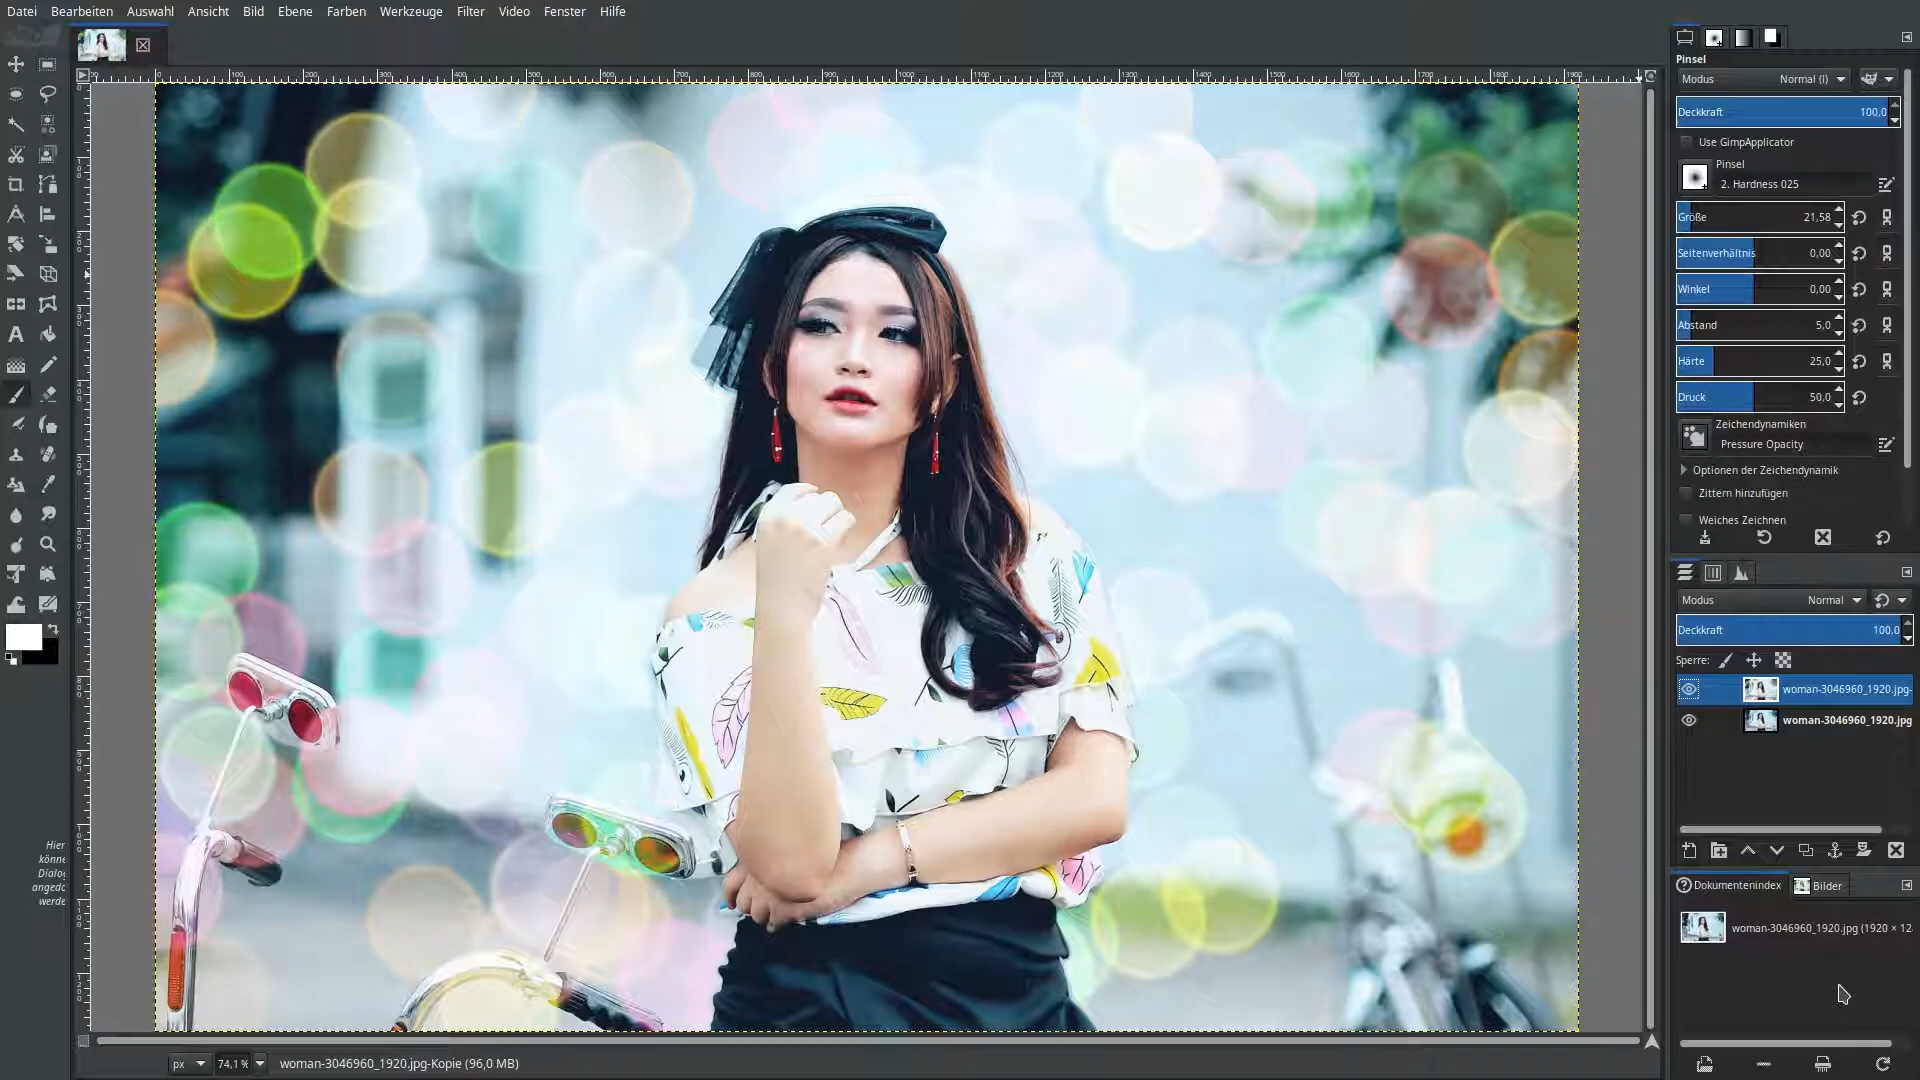 Datei Bearbeiten Auswahl Ansicht Bild Ebene Farben Werkzeuge Filter Video Fenster Hilfe
Pinsel
Modus Normal (l)
Deckkraft 100,0
Use GimpApplicator
Pinsel
2. Hardness 025
Größe 21,58
Seitenverhältnis 0,00
Winkel 0,00
Abstand 5,0
Härte 25,0
Druck 50,0
Zeichendynamiken
Pressure Opacity
Optionen der Zeichendynamik
Zittern hinzufügen
Weiches Zeichnen
Modus Normal
Deckkraft 100,0
Sperre:
woman-3046960_1920.jpg-
woman-3046960_1920.jpg
Hier
könne
Dialog
angedo
werde
Dokumentenindex Bilder
woman-3046960_1920.jpg (1920 × 12
px 74,1 % woman-3046960_1920.jpg-Kopie (96,0 MB)